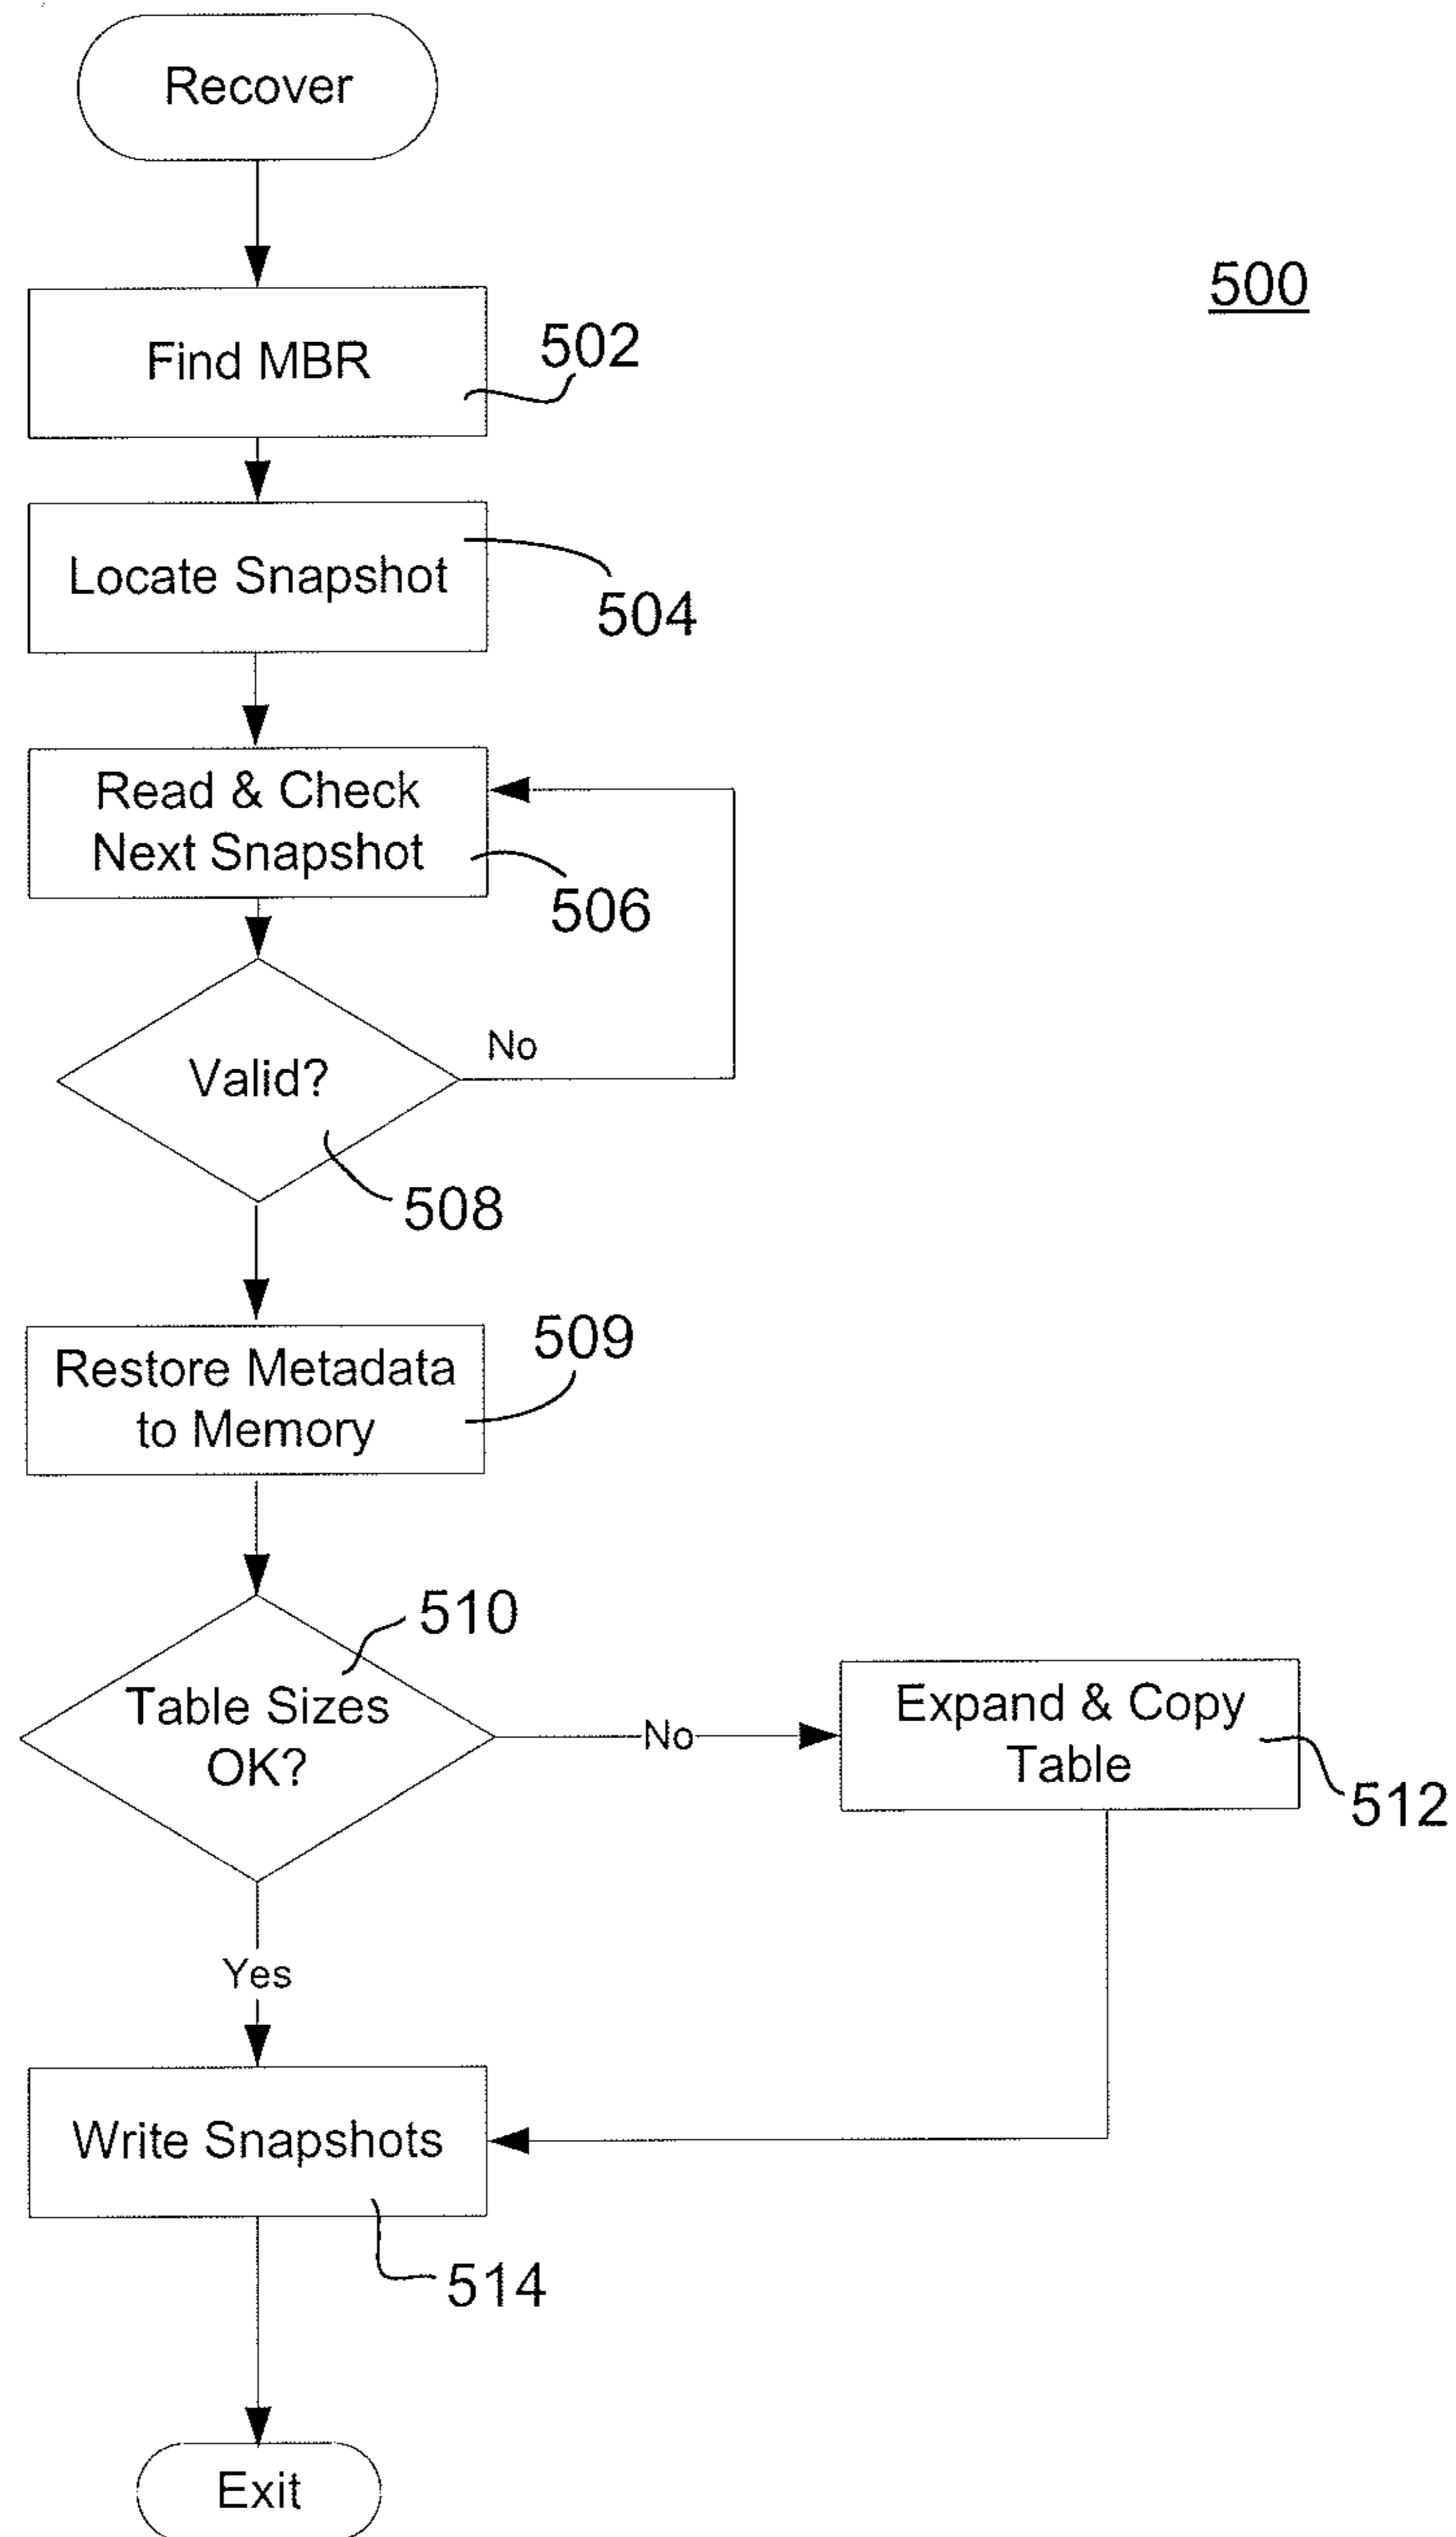 Recover
500
Find MBR
502
Locate Snapshot
504
Read & Check
Next Snapshot
506
No
Valid?
508
Restore Metadata
to Memory
509
510
Table Sizes
OK?
No
Expand & Copy
Table
512
Yes
Write Snapshots
514
Exit